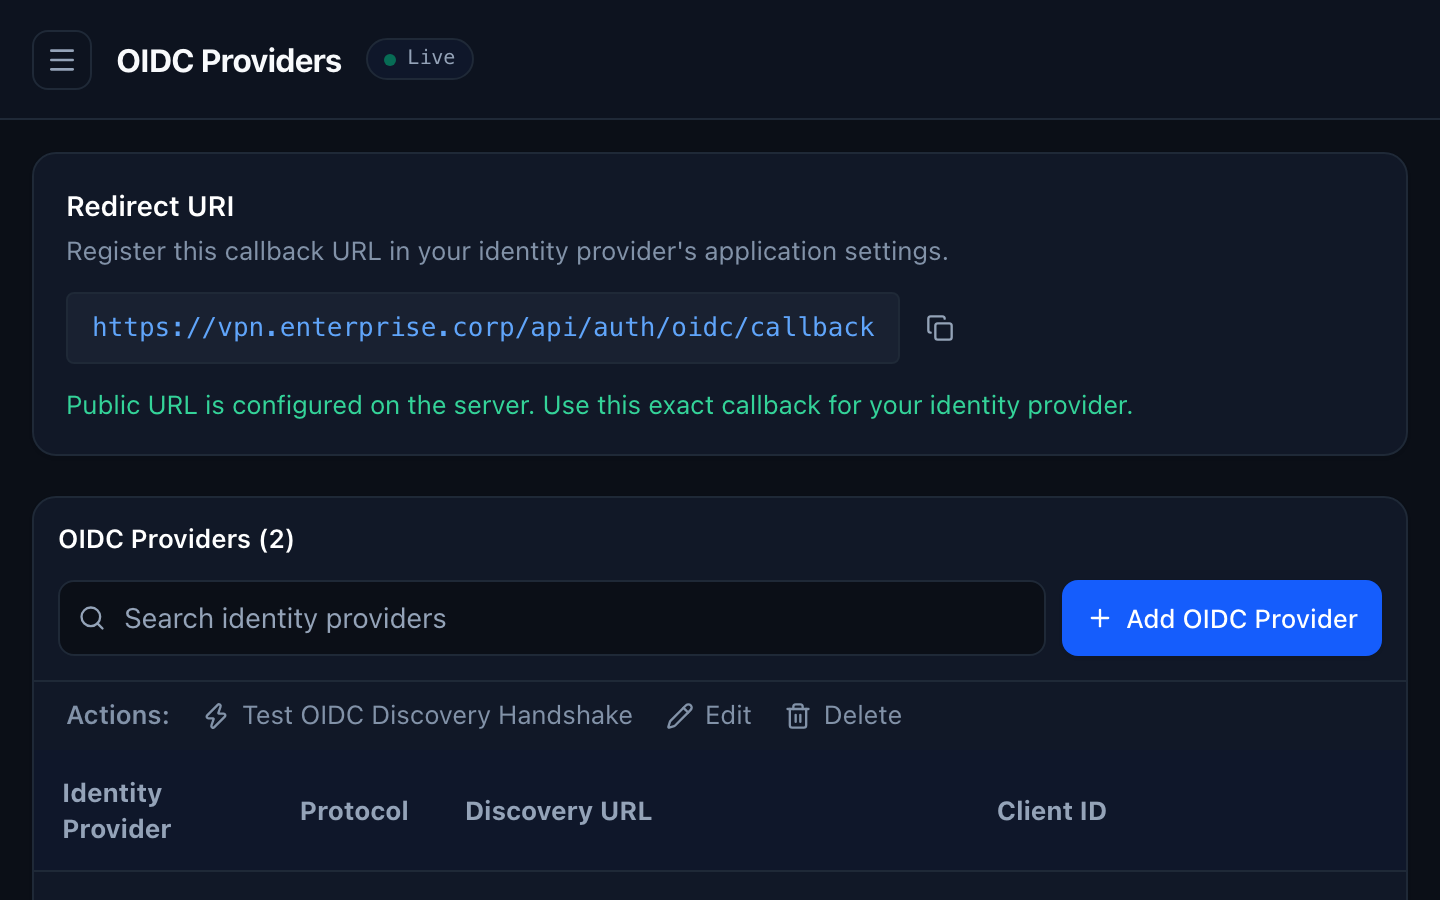 OIDC Providers
Live
Redirect URI
Register this callback URL in your identity provider's application settings.
https://vpn.enterprise.corp/api/auth/oidc/callback
Public URL is configured on the server. Use this exact callback for your identity provider.
OIDC Providers (2)
Search identity providers
Add OIDC Provider
Actions: Test OIDC Discovery Handshake Edit Delete
Identity
Provider
Protocol
Discovery URL
Client ID